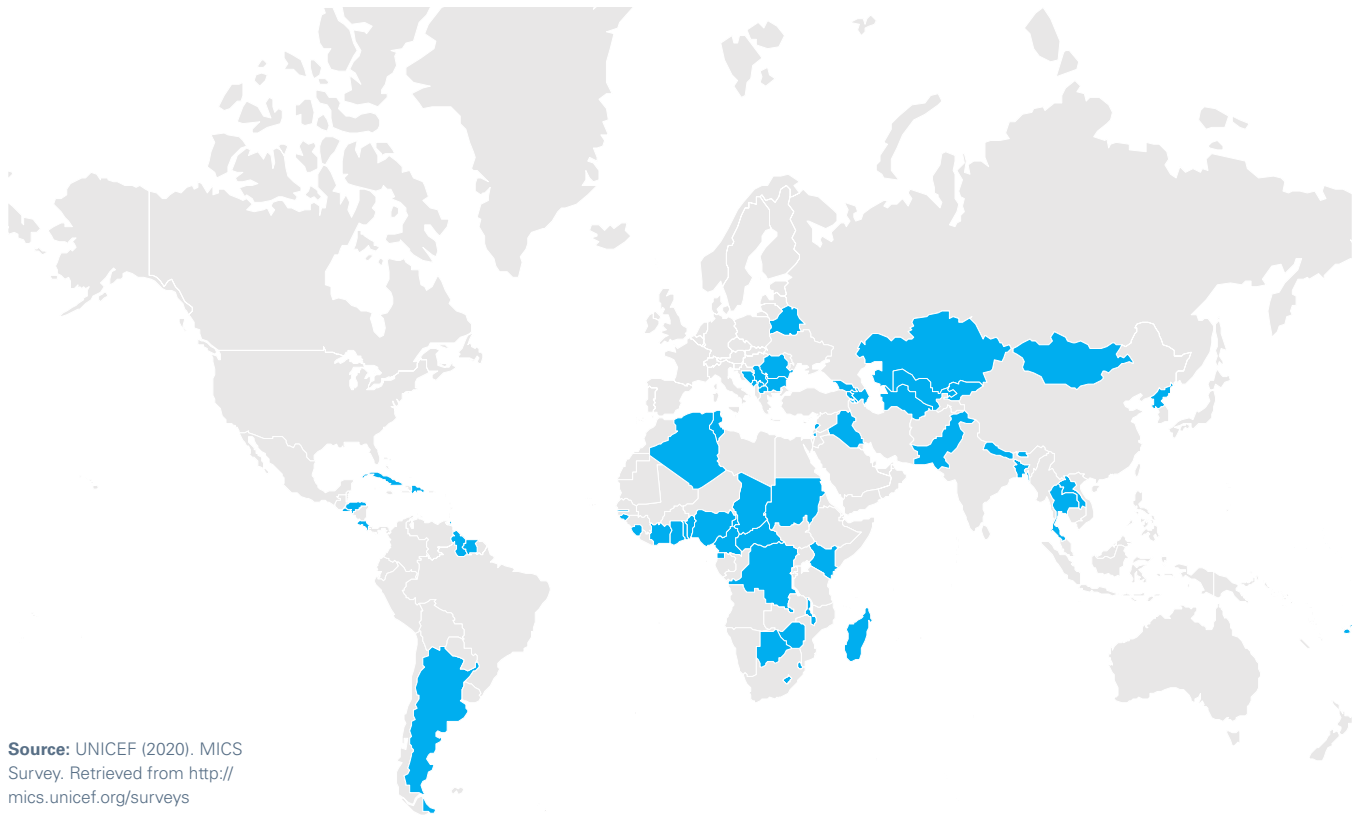 Source: UNICEF (2020). MICS
Survey. Retrieved from http://
mics.unicef.org/surveys